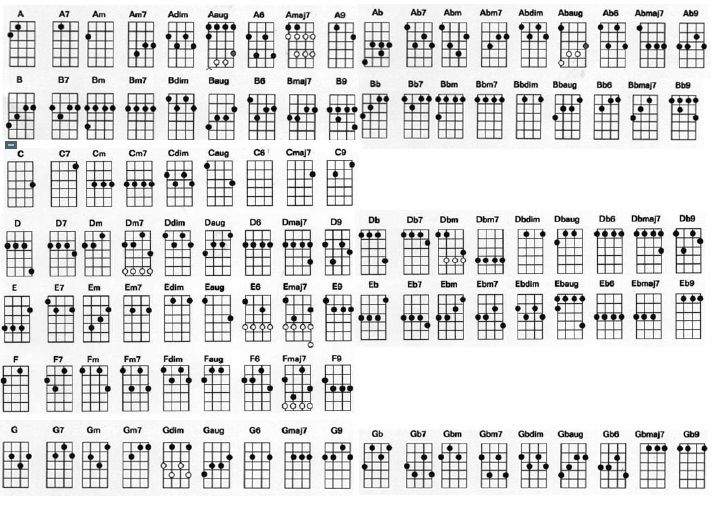 A A7 Am Am7 Adim Aaug A6 Amaj7 A9 Ab Ab7 Abm Abm7 Abdim Abaug Ab6 Abmaj7 Ab9
B B7 Bm Bm7 Bdim Baug B6 Bmaj7 B9 Bb Bb7 Bbm Bbm7 Bbdim Bbaug Bb6 Bbmaj7 Bb9
C C7 Cm Cm7 Cdim Caug C6 Cmaj7 C9
D D7 Dm Dm7 Ddim Daug D6 Dmaj7 D9 Db Db7 Dbm Dbm7 Dbdim Dbaug Db6 Dbmaj7 Db9
E E7 Em Em7 Edim Eaug E6 Emaj7 E9 Eb Eb7 Ebm Ebm7 Ebdim Ebaug Eb6 Ebmaj7 Eb9
F F7 Fm Fm7 Fdim Faug F6 Fmaj7 F9
G G7 Gm Gm7 Gdim Gaug G6 Gmaj7 G9 Gb Gb7 Gbm Gbm7 Gbdim Gbaug Gb6 Gbmaj7 Gb9